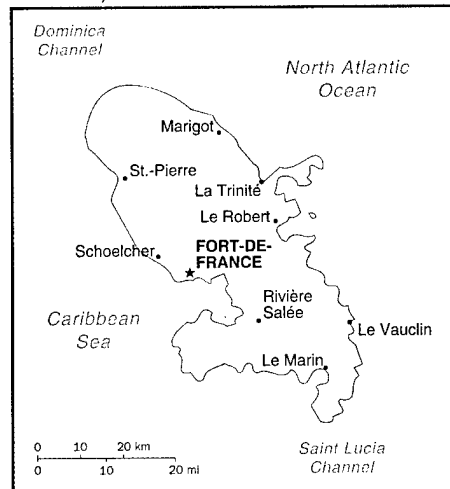 Dominica
Channel
North Atlantic
Ocean
Marigot
St.-Pierre
La Trinité
Le Robert
FORT-DE-
FRANCE
Schoelcher
Caribbean
Sea
Rivière
Salée
Le Vauclin
Le Marin
0 10 20 km
0 10 20 mi
Saint Lucia
Channel